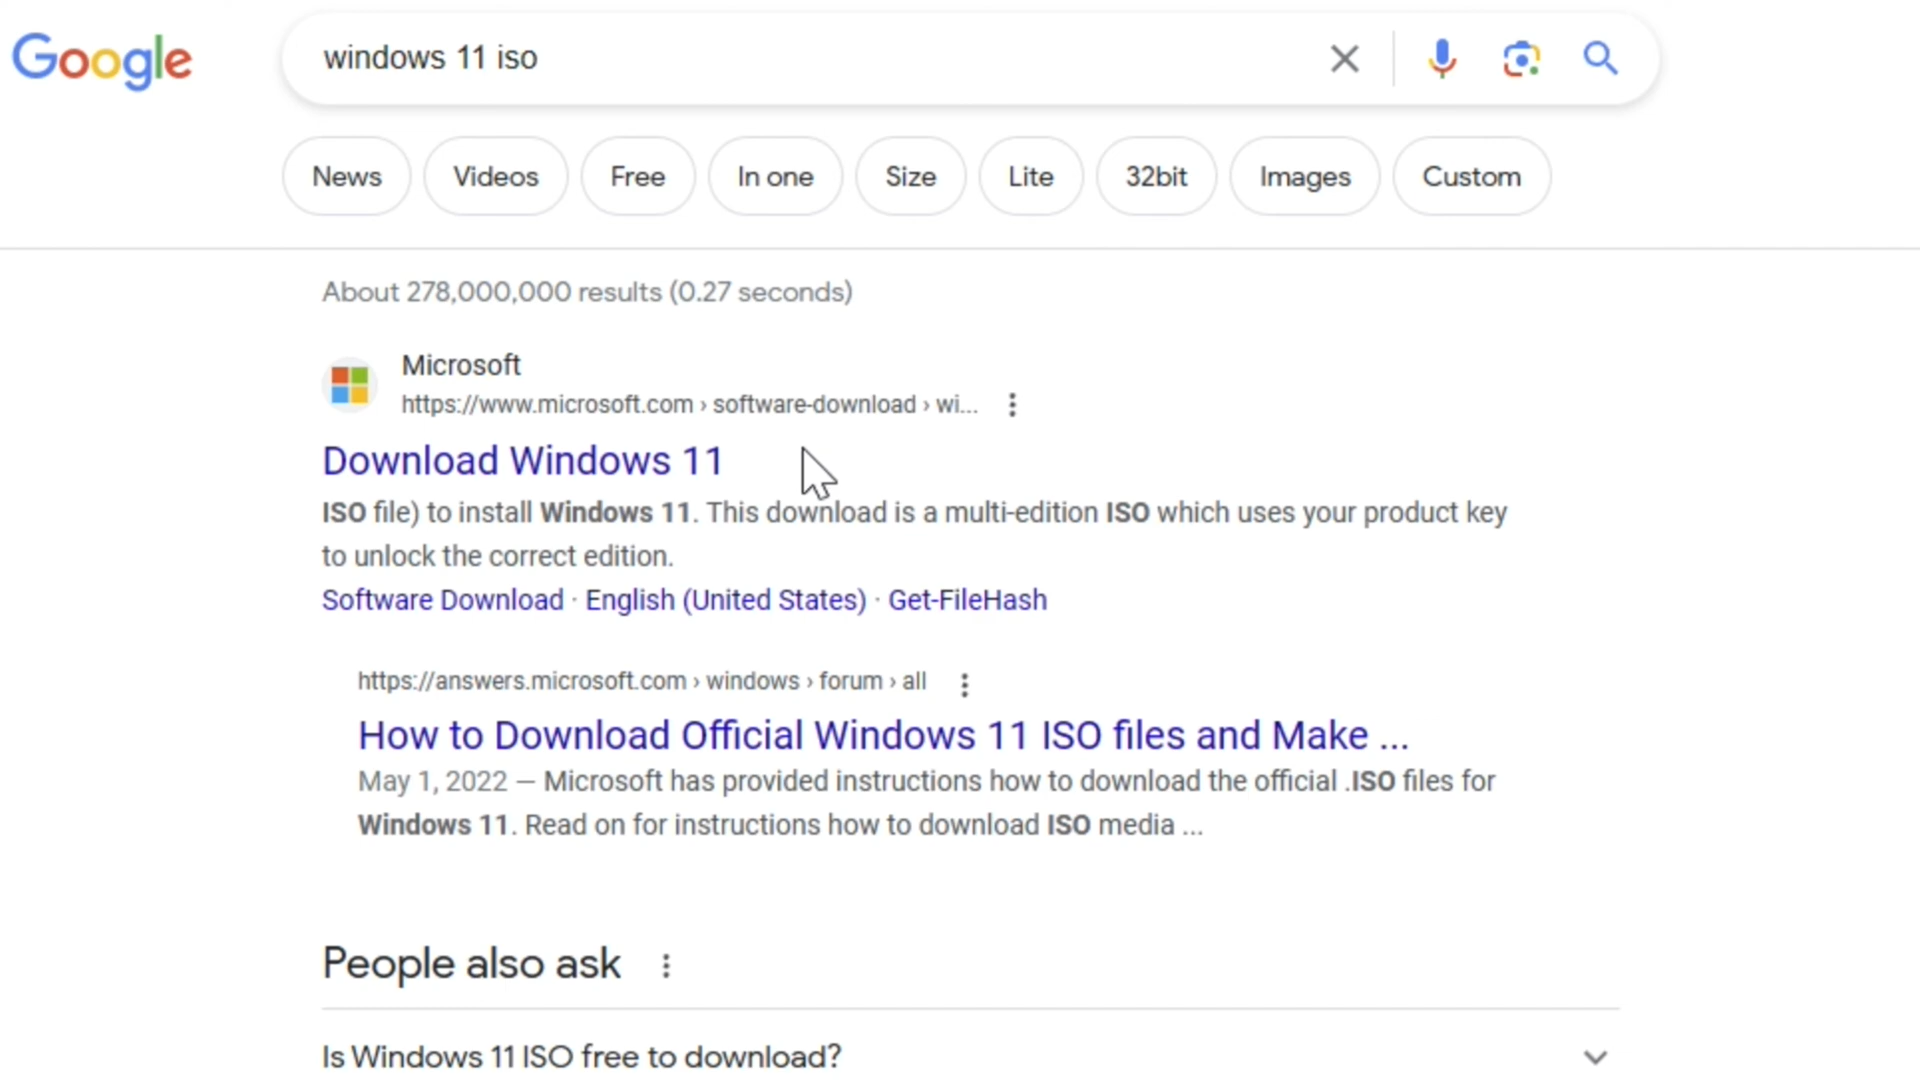 Google
windows 11 iso
News
Videos
Free
In one
Size
Lite
32bit
Images
Custom
About 278,000,000 results (0.27 seconds)
Microsoft
https://www.microsoft.com › software-download › wi...
Download Windows 11
ISO file) to install Windows 11. This download is a multi-edition ISO which uses your product key
to unlock the correct edition.
Software Download · English (United States) · Get-FileHash
https://answers.microsoft.com › windows › forum › all
How to Download Official Windows 11 ISO files and Make ...
May 1, 2022 — Microsoft has provided instructions how to download the official .ISO files for
Windows 11. Read on for instructions how to download ISO media ...
People also ask
Is Windows 11 ISO free to download?